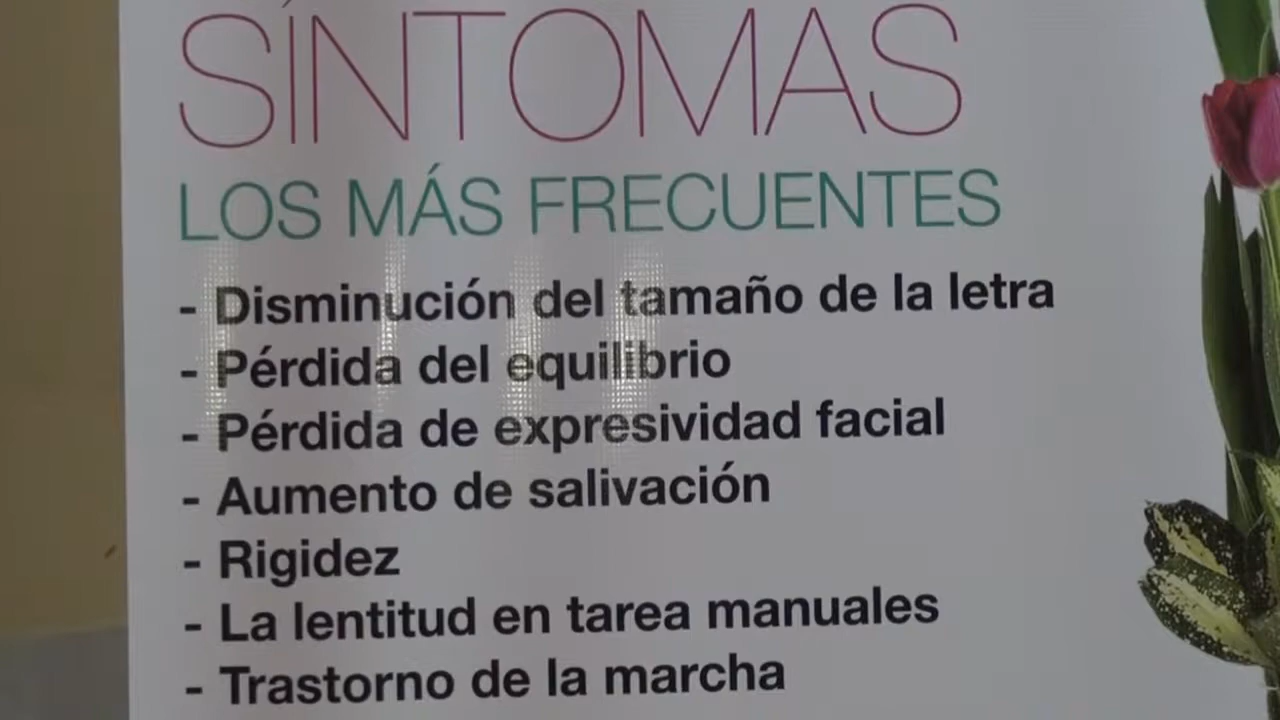 SÍNTOMAS
LOS MÁS FRECUENTES
- Disminución del tamaño de la letra
- Pérdida del equilibrio
- Pérdida de expresividad facial
- Aumento de salivación
- Rigidez
- La lentitud en tarea manuales
- Trastorno de la marcha